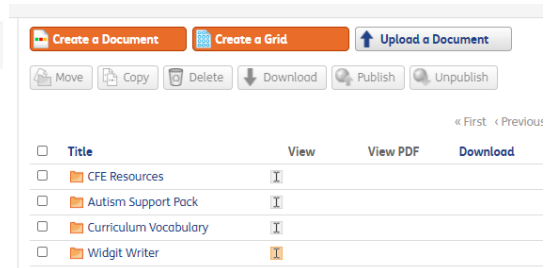 Create a Document Create a Grid Upload a Document
Move Copy Delete Download Publish Unpublish
« First ‹ Previous
Title View View PDF Download
CFE Resources
Autism Support Pack
Curriculum Vocabulary
Widgit Writer